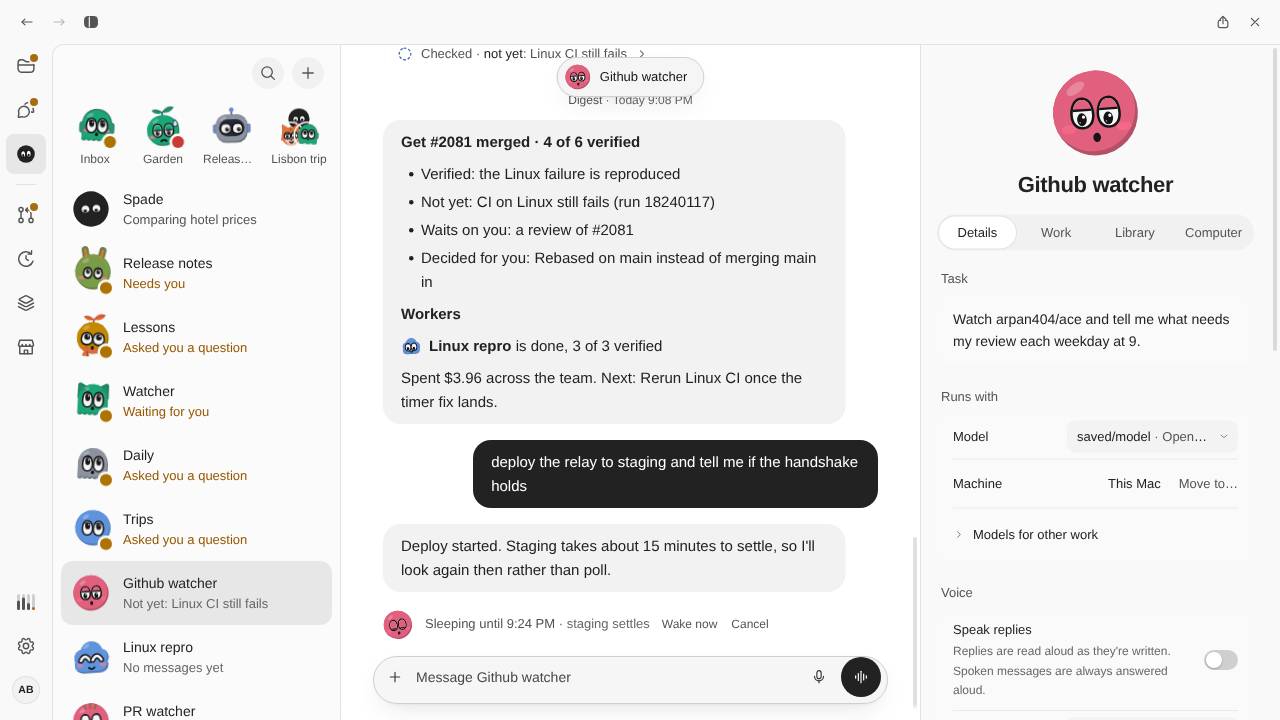 Inbox
Garden
Releas…
Lisbon trip
Spade
Comparing hotel prices
Release notes
Needs you
Lessons
Asked you a question
Watcher
Waiting for you
Daily
Asked you a question
Trips
Asked you a question
Github watcher
Not yet: Linux CI still fails
Linux repro
No messages yet
PR watcher
AB
Checked · not yet: Linux CI still fails
Github watcher
Digest · Today 9:08 PM
Get #2081 merged · 4 of 6 verified
• Verified: the Linux failure is reproduced
• Not yet: CI on Linux still fails (run 18240117)
• Waits on you: a review of #2081
• Decided for you: Rebased on main instead of merging main
in
Workers
Linux repro is done, 3 of 3 verified
Spent $3.96 across the team. Next: Rerun Linux CI once the
timer fix lands.
deploy the relay to staging and tell me if the handshake
holds
Deploy started. Staging takes about 15 minutes to settle, so I'll
look again then rather than poll.
Sleeping until 9:24 PM · staging settles Wake now Cancel
Message Github watcher
Github watcher
Details Work Library Computer
Task
Watch arpan404/ace and tell me what needs
my review each weekday at 9.
Runs with
Model saved/model · Open…
Machine This Mac Move to…
Models for other work
Voice
Speak replies
Replies are read aloud as they're written.
Spoken messages are always answered
aloud.